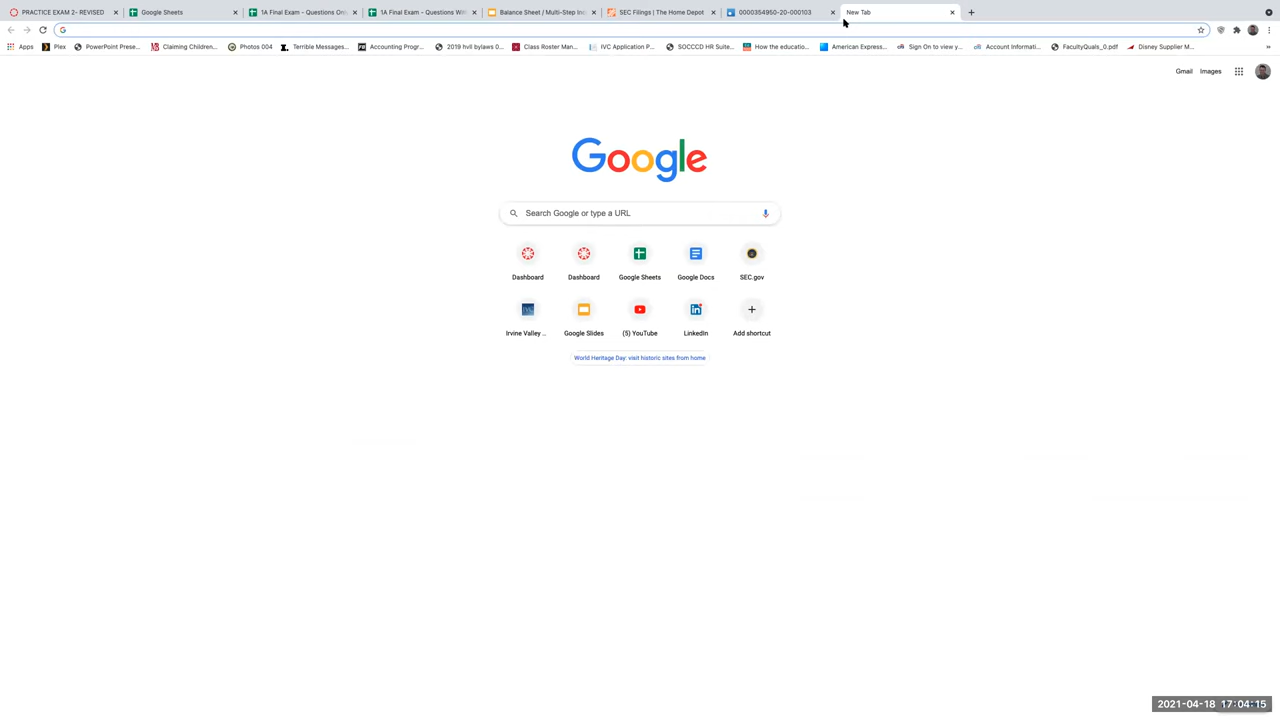 PRACTICE EXAM 2- REVISED
Google Sheets
1A Final Exam - Questions On
1A Final Exam - Questions Wit
Balance Sheet / Multi-Step In
SEC Filings | The Home Depot
0000354950-20-000103
New Tab
Apps
Plex
PowerPoint Prese...
Claiming Children...
Photos 004
Terrible Messages...
Accounting Progr...
2019 hvil bylaws 0...
Class Roster Man...
IVC Application P...
SOCCCD HR Suite...
How the educatio...
American Express...
Sign On to view y...
Account Informati...
FacultyQuals_0.pdf
Disney Supplier M...
»
Gmail
Images
Google
Search Google or type a URL
Dashboard
Dashboard
Google Sheets
Google Docs
SEC.gov
Irvine Valley ...
Google Slides
(5) YouTube
LinkedIn
Add shortcut
World Heritage Day: visit historic sites from home
2021-04-18 17:04:15